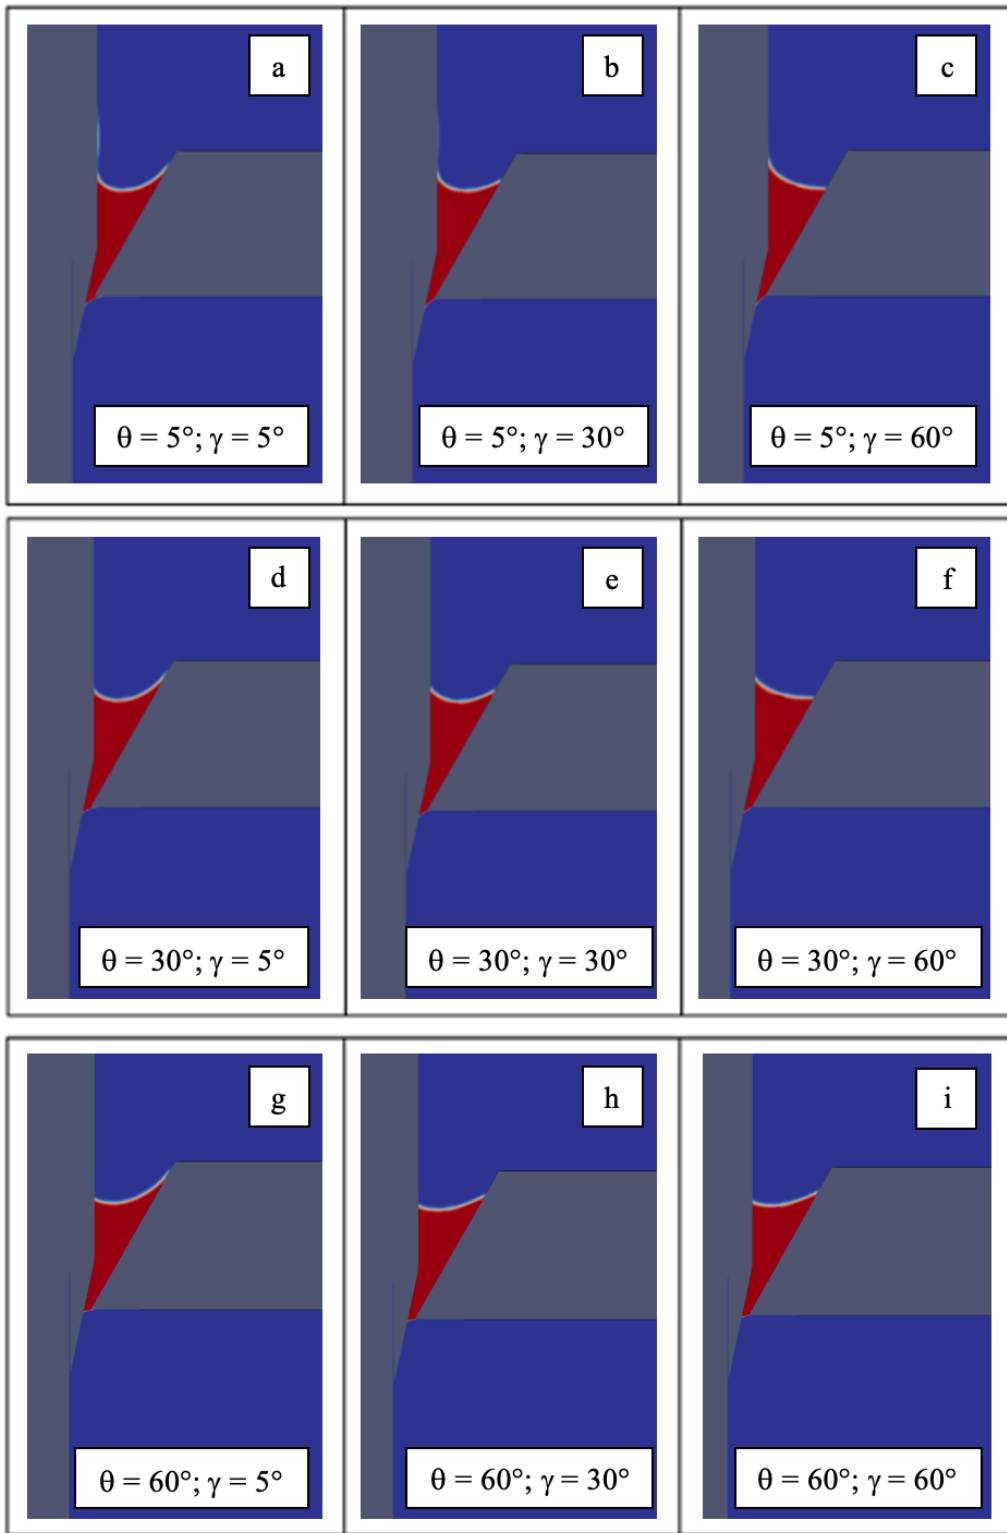 a
b
c
θ = 5°; γ = 5°
θ = 5°; γ = 30°
θ = 5°; γ = 60°
d
e
f
θ = 30°; γ = 5°
θ = 30°; γ = 30°
θ = 30°; γ = 60°
g
h
i
θ = 60°; γ = 5°
θ = 60°; γ = 30°
θ = 60°; γ = 60°